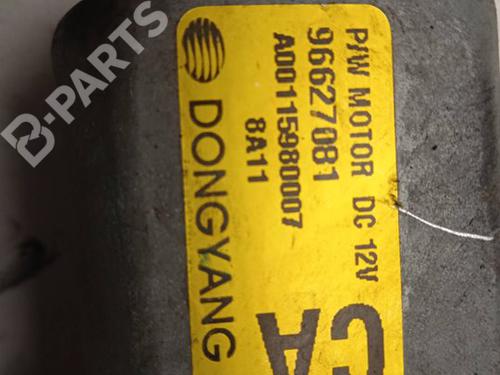 P/W MOTOR DC 12V
96627081
A00115980007
8A11
DONGYANG
CA
B-PARTS